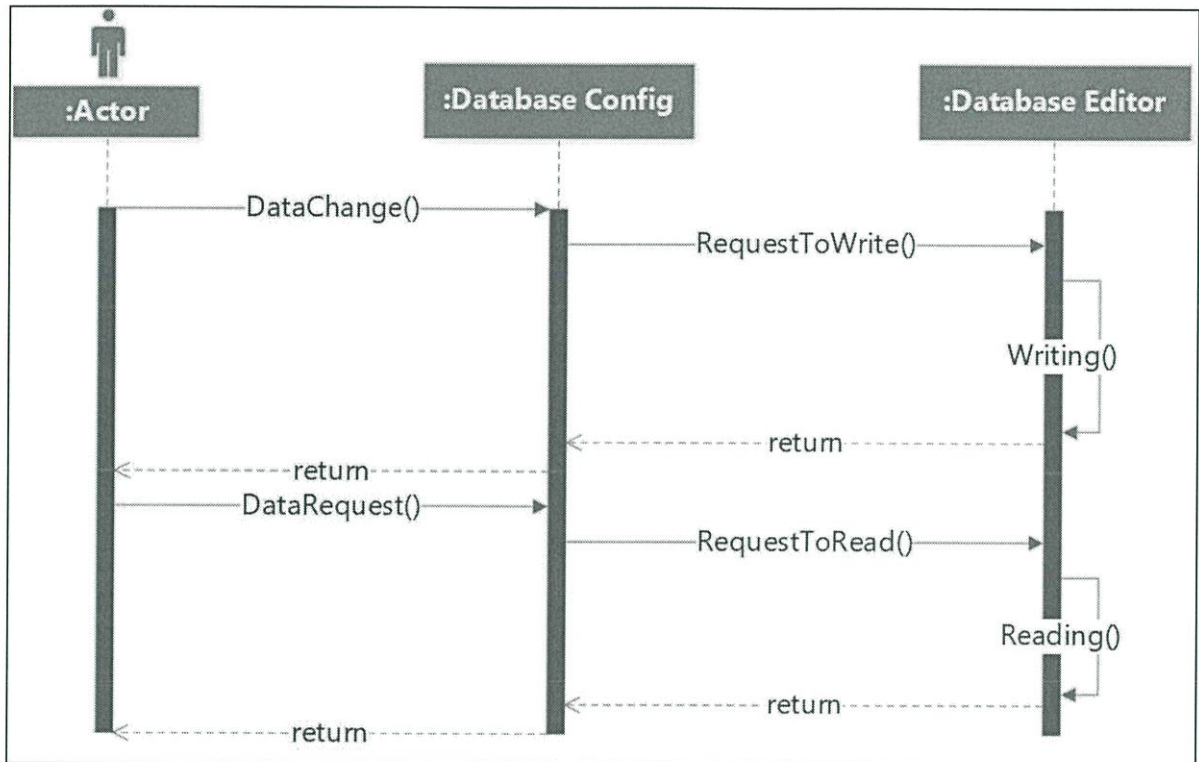 :Actor
:Database Config
:Database Editor
DataChange()
RequestToWrite()
Writing()
return
return
DataRequest()
RequestToRead()
Reading()
return
return